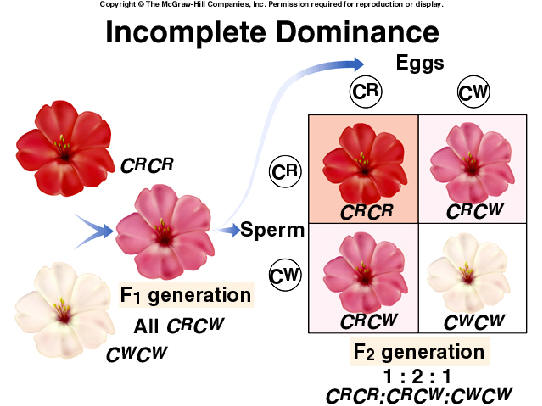 Copyright © The McGraw-Hill Companies, Inc. Permission required for reproduction or display.
Incomplete Dominance
Eggs
CR
CW
CRCR
CR
CRCR
CRCW
Sperm
F1 generation
All CRCW
CWCW
CW
CRCW
CWCW
F2 generation
1 : 2 : 1
CRCR:CRCW:CWCW